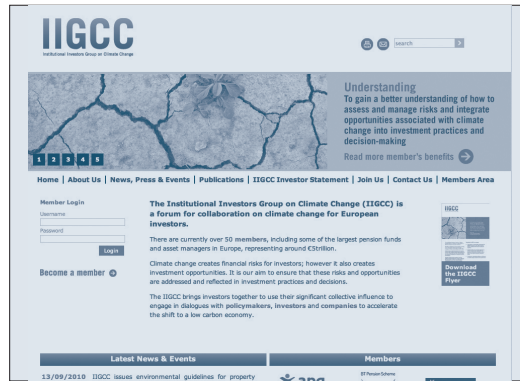 IIGCC
Institutional Investors Group on Climate Change
search
Understanding
To gain a better understanding of how to
assess and manage risks and integrate
opportunities associated with climate
change into investment practices and
decision-making
Read more member's benefits
1 2 3 4 5
Home | About Us | News, Press & Events | Publications | IIGCC Investor Statement | Join Us | Contact Us | Members Area
Member Login
Username
Password
Login
Become a member
The Institutional Investors Group on Climate Change (IIGCC) is
a forum for collaboration on climate change for European
investors.
There are currently over 50 members, including some of the largest pension funds
and asset managers in Europe, representing around €5trillion.
Climate change creates financial risks for investors; however it also creates
investment opportunities. It is our aim to ensure that these risks and opportunities
are addressed and reflected in investment practices and decisions.
The IIGCC brings investors together to use their significant collective influence to
engage in dialogues with policymakers, investors and companies to accelerate
the shift to a low carbon economy.
IIGCC
Download
the IIGCC
Flyer
Latest News & Events
13/09/2010 IIGCC issues environmental guidelines for property
Members
apg
BT Pension Scheme